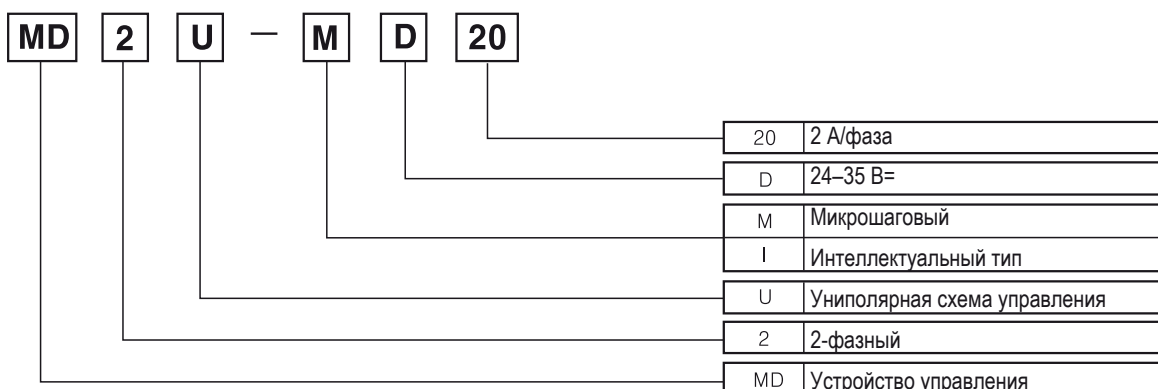 MD 2 U — M D 20
20 2 А/фаза
D 24–35 В=
M Микрошаговый
I Интеллектуальный тип
U Униполярная схема управления
2 2-фазный
MD Устройство управления